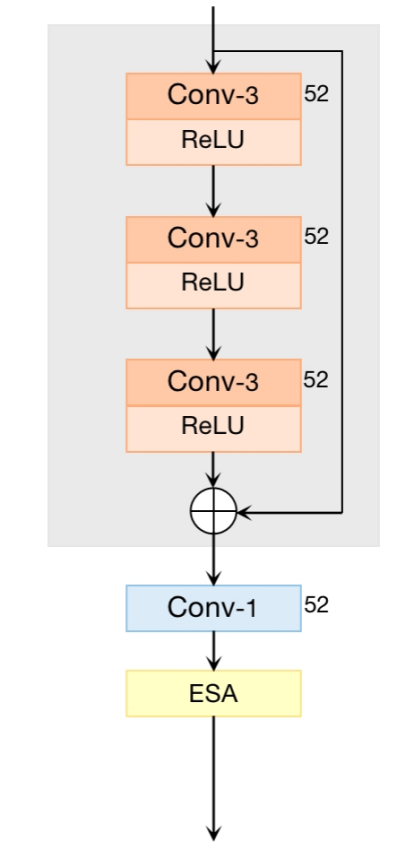 Conv-3 52
ReLU
Conv-3 52
ReLU
Conv-3 52
ReLU
Conv-1 52
ESA